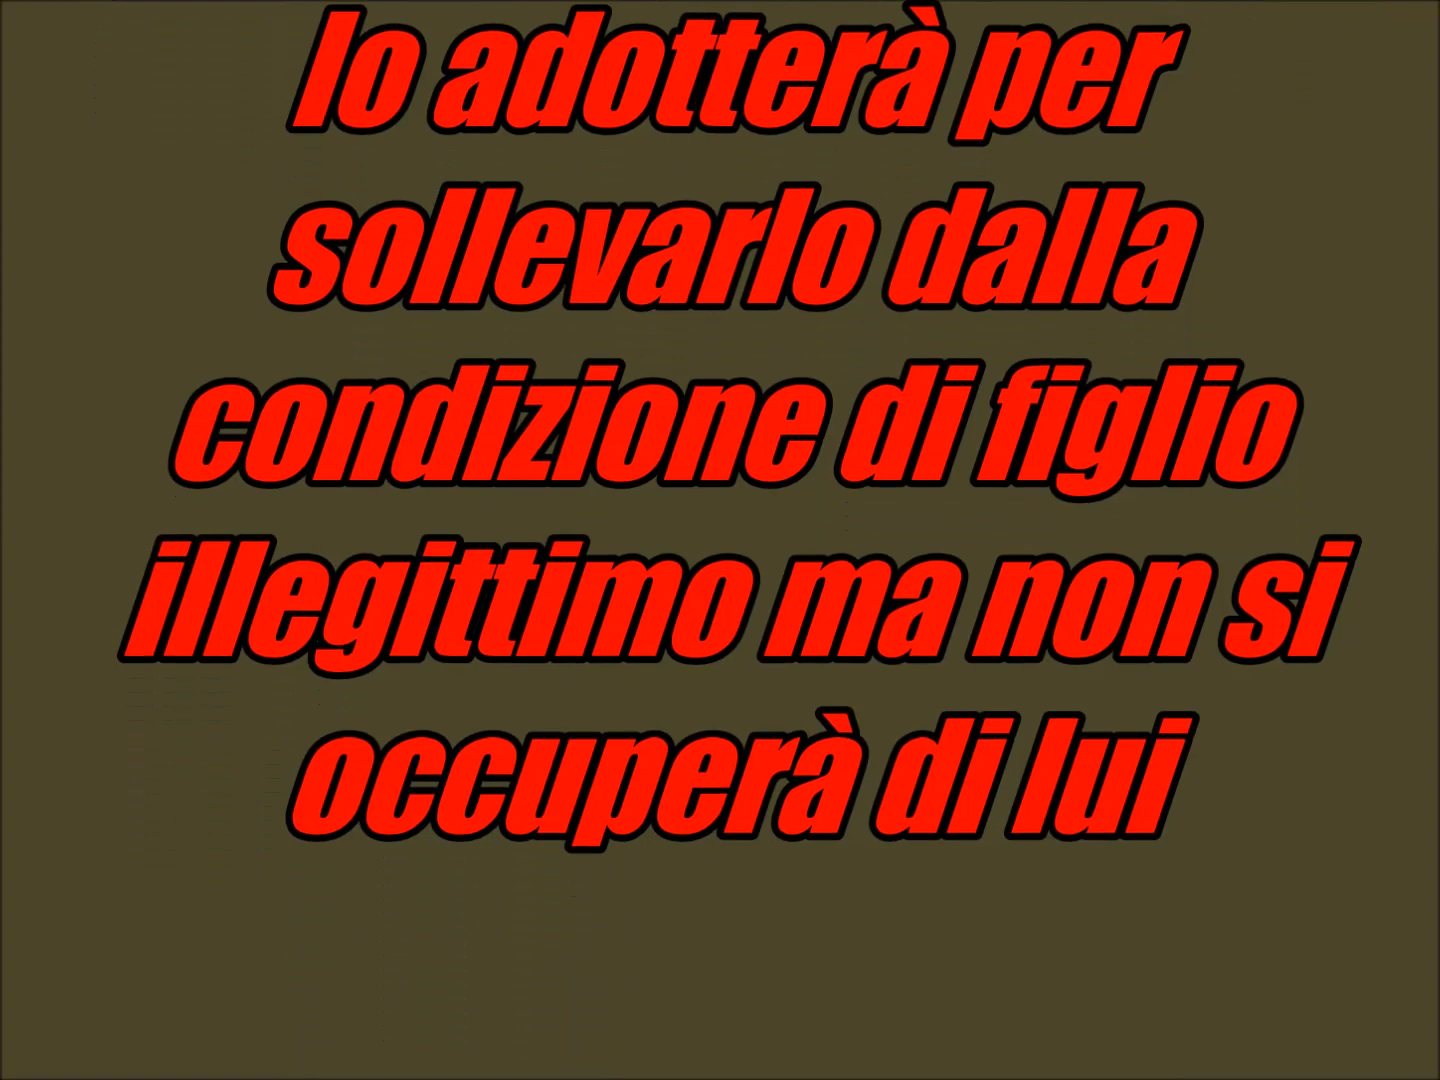 lo adotterà per
sollevarlo dalla
condizione di figlio
illegittimo ma non si
occuperà di lui